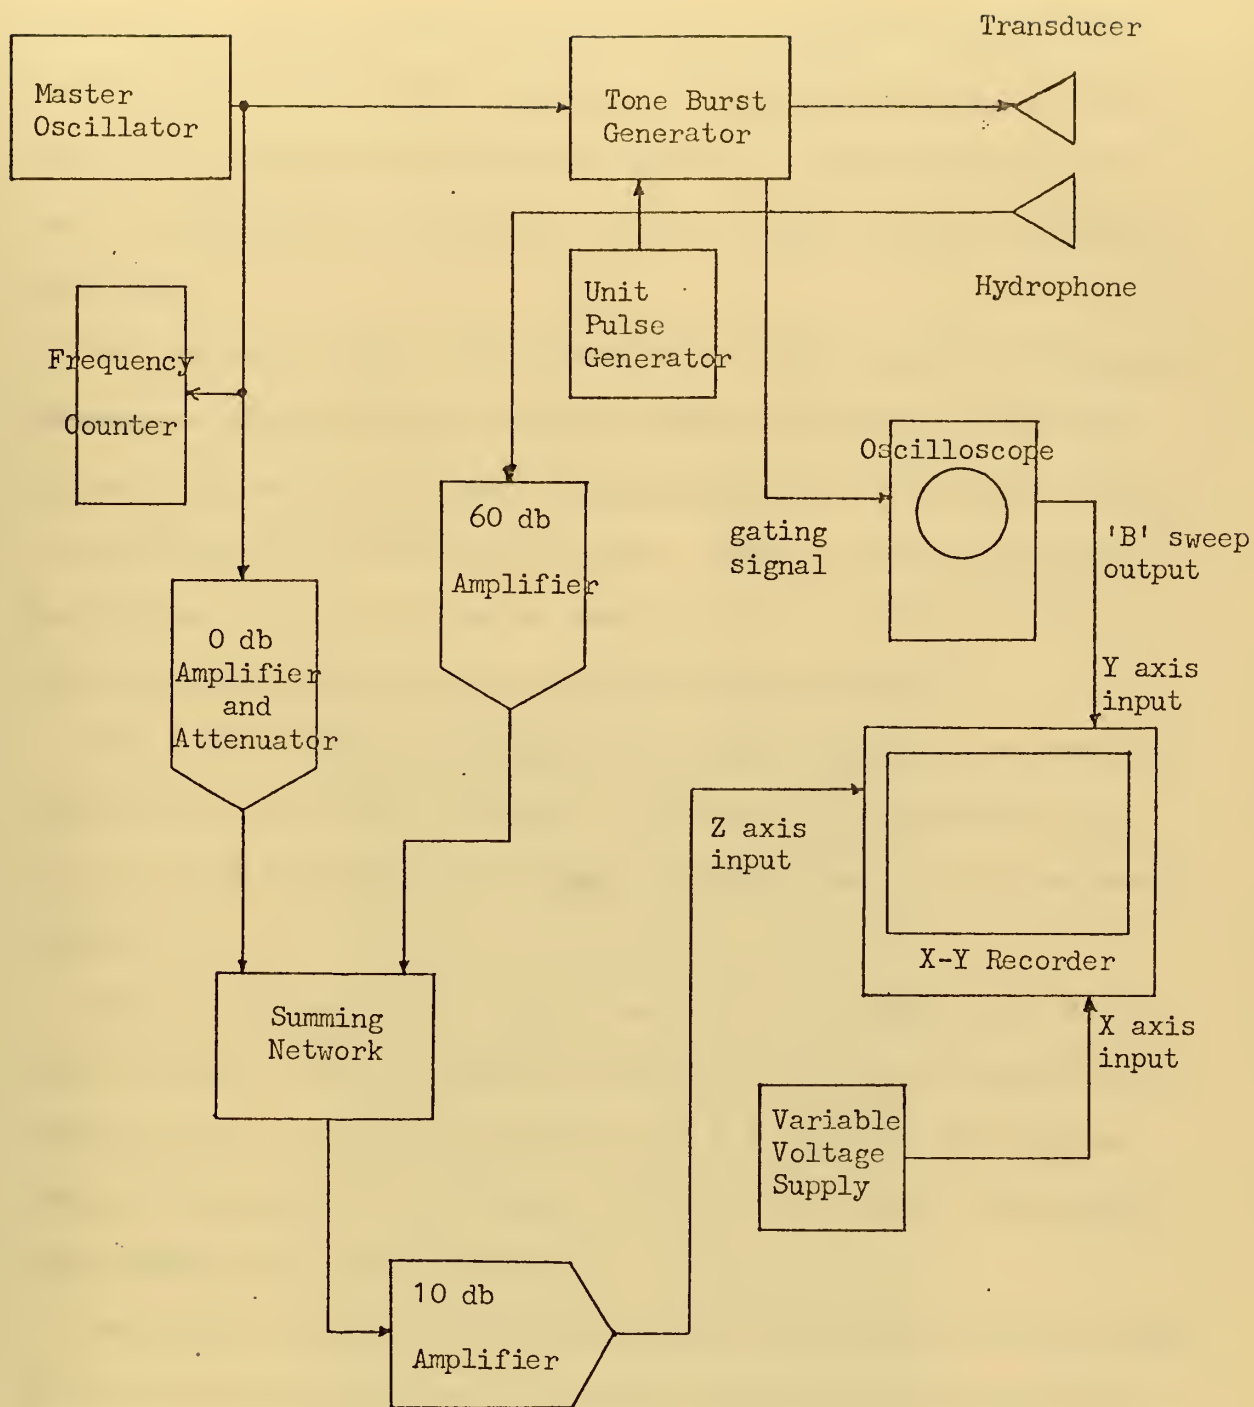 Transducer
Master
Oscillator
Tone Burst
Generator
Hydrophone
Unit
Pulse
Generator
Frequency
Counter
Oscilloscope
60 db
Amplifier
gating
signal
'B' sweep
output
0 db
Amplifier
and
Attenuator
Y axis
input
Z axis
input
X-Y Recorder
Summing
Network
X axis
input
Variable
Voltage
Supply
10 db
Amplifier